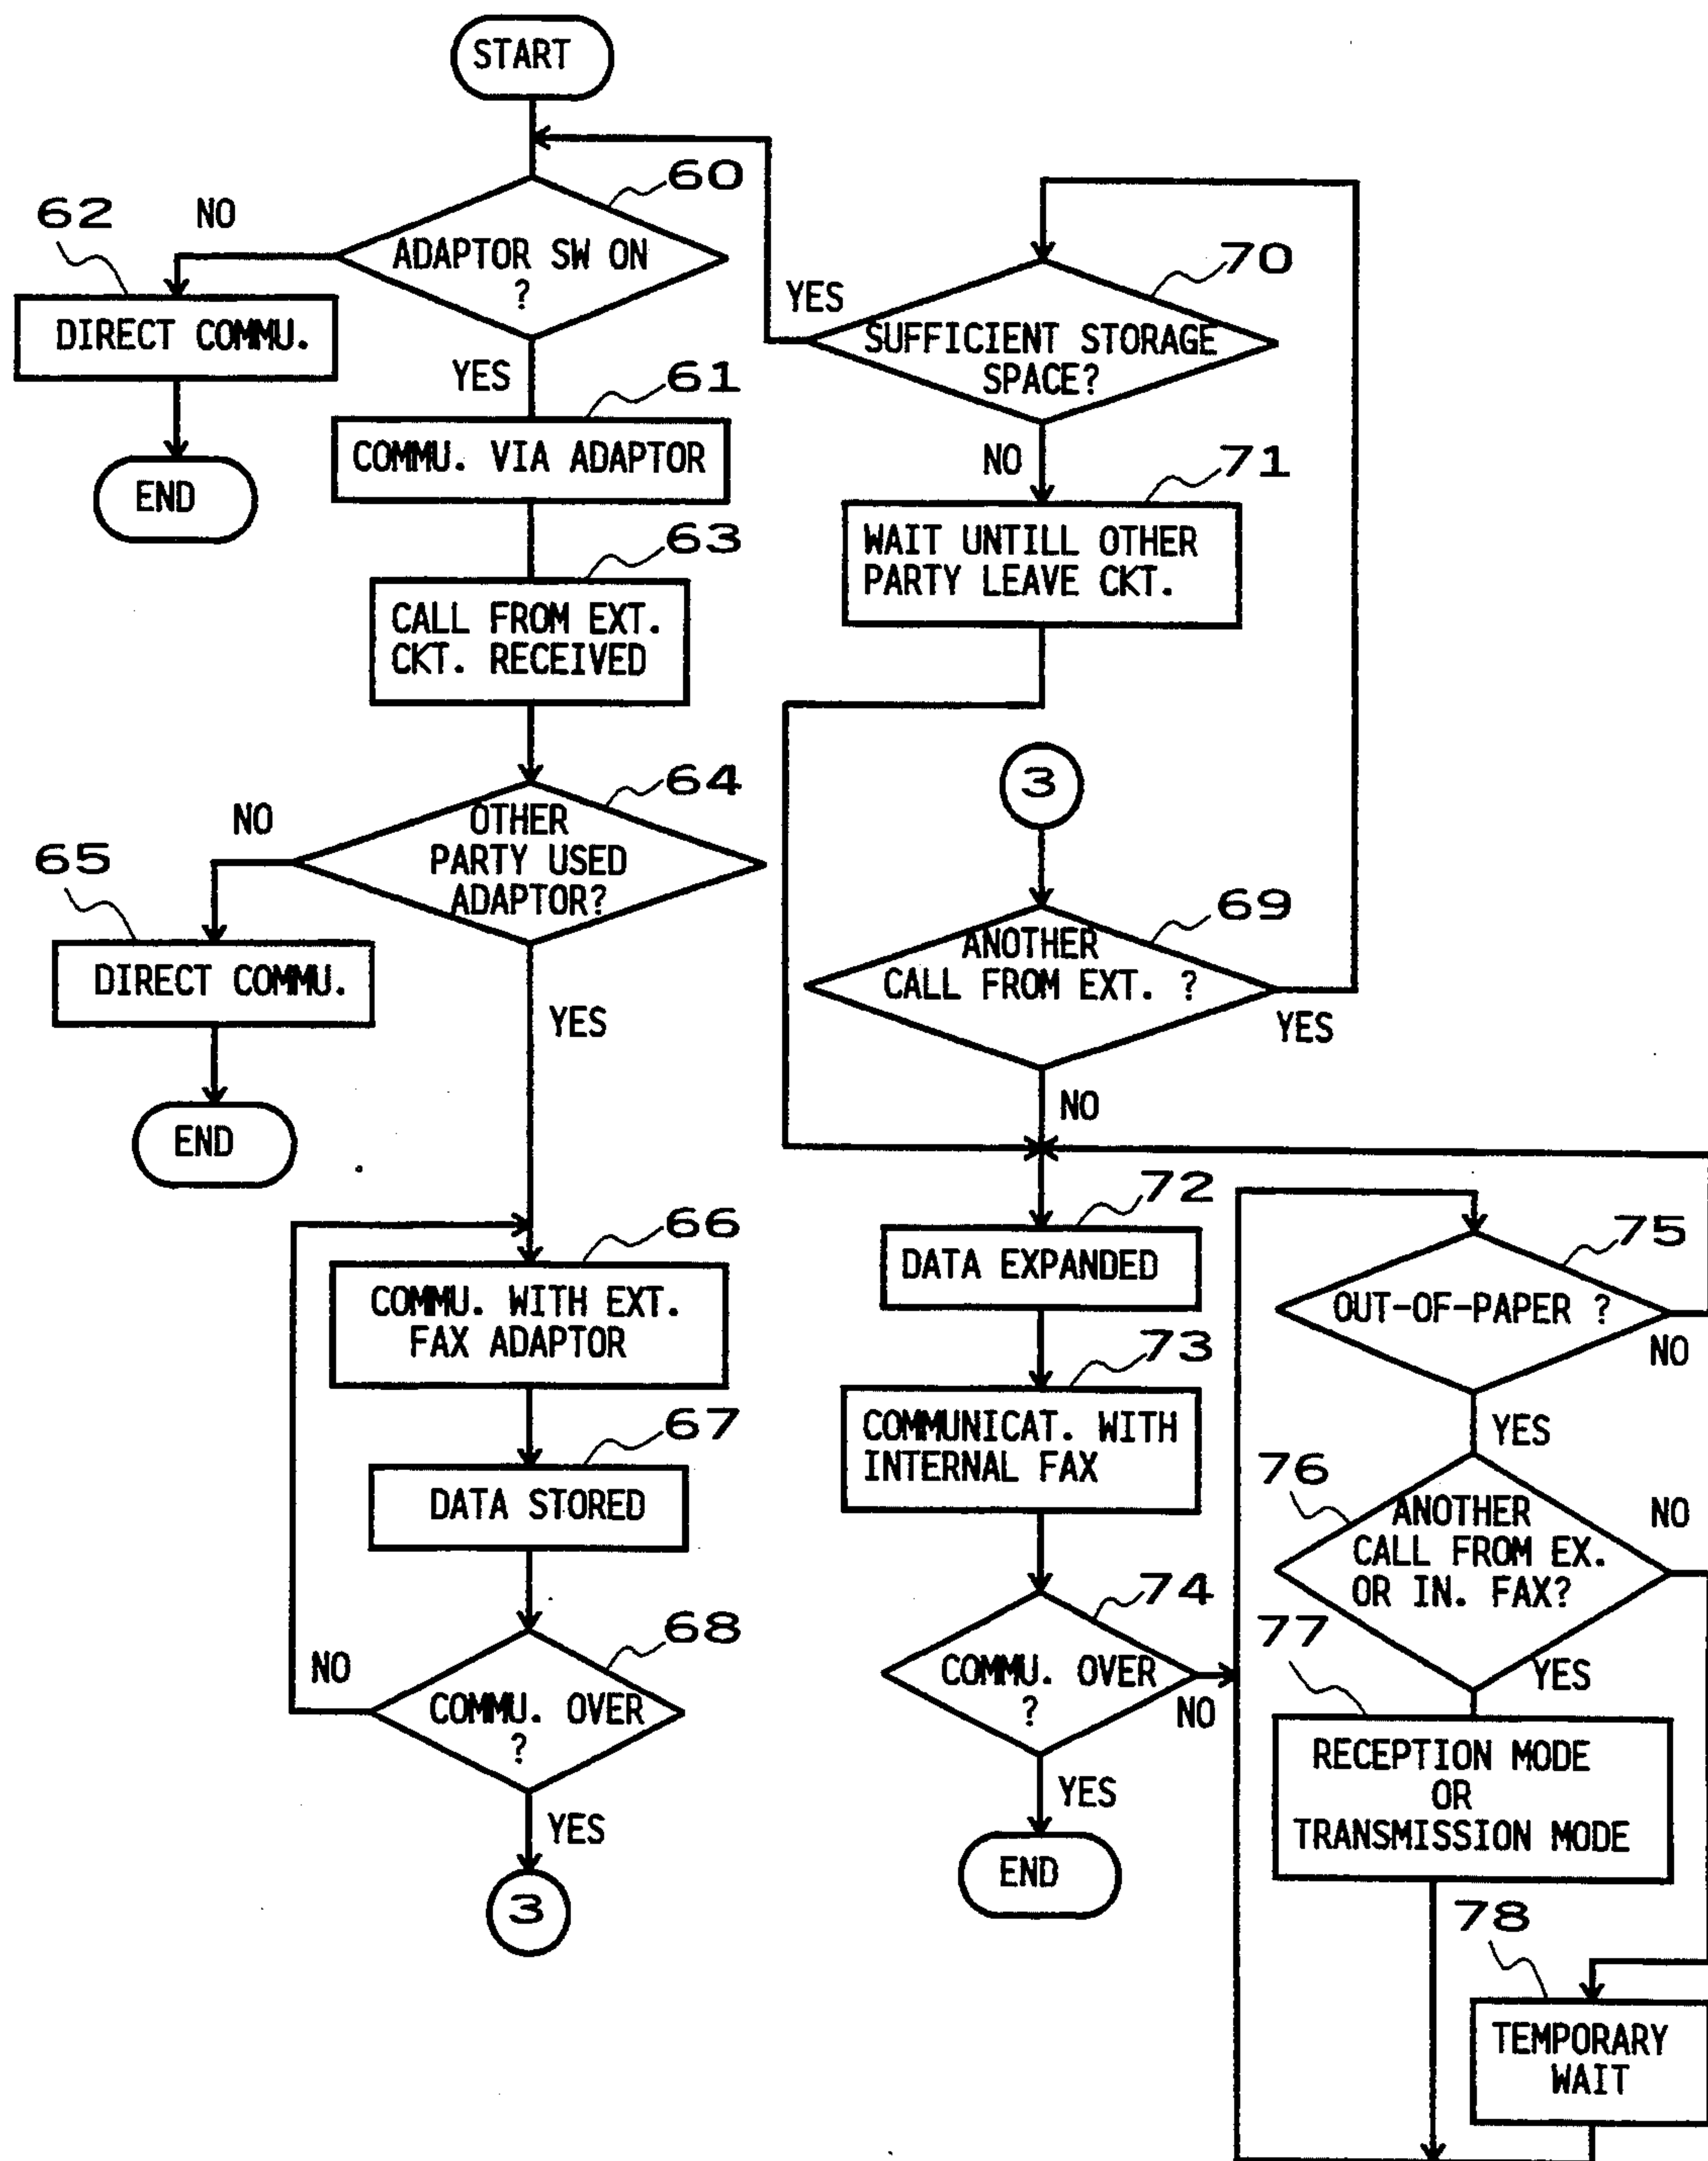 START
60
ADAPTOR SW ON
?
NO
62
DIRECT COMMU.
END
YES
61
COMMU. VIA ADAPTOR
63
CALL FROM EXT.
CKT. RECEIVED
64
OTHER
PARTY USED
ADAPTOR?
NO
65
DIRECT COMMU.
END
YES
66
COMMU. WITH EXT.
FAX ADAPTOR
67
DATA STORED
68
COMMU. OVER
?
NO
YES
3
70
SUFFICIENT STORAGE
SPACE?
YES
NO
71
WAIT UNTILL OTHER
PARTY LEAVE CKT.
3
69
ANOTHER
CALL FROM EXT. ?
YES
NO
72
DATA EXPANDED
73
COMMUNICAT. WITH
INTERNAL FAX
74
COMMU. OVER
?
NO
YES
END
75
OUT-OF-PAPER ?
NO
YES
76
ANOTHER
CALL FROM EX.
OR IN. FAX?
NO
YES
77
RECEPTION MODE
OR
TRANSMISSION MODE
78
TEMPORARY
WAIT